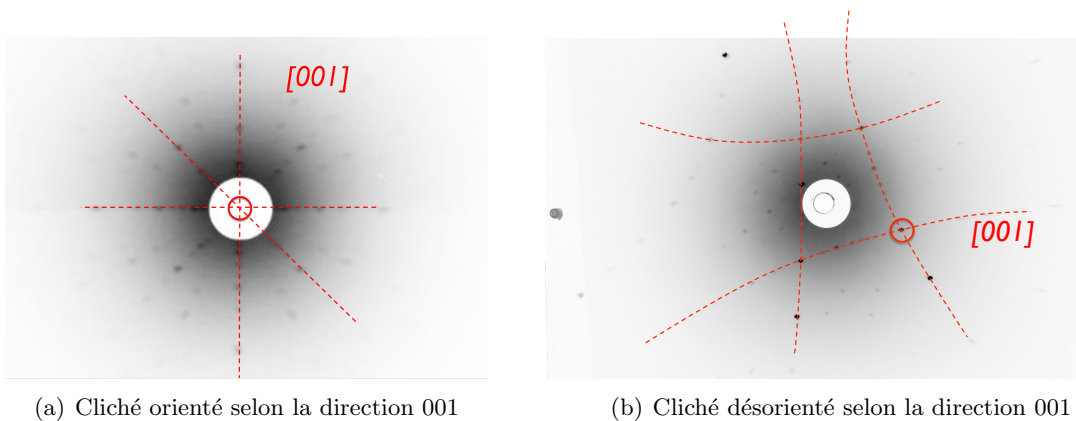 [001]
[001]
(a) Cliché orienté selon la direction 001
(b) Cliché désorienté selon la direction 001